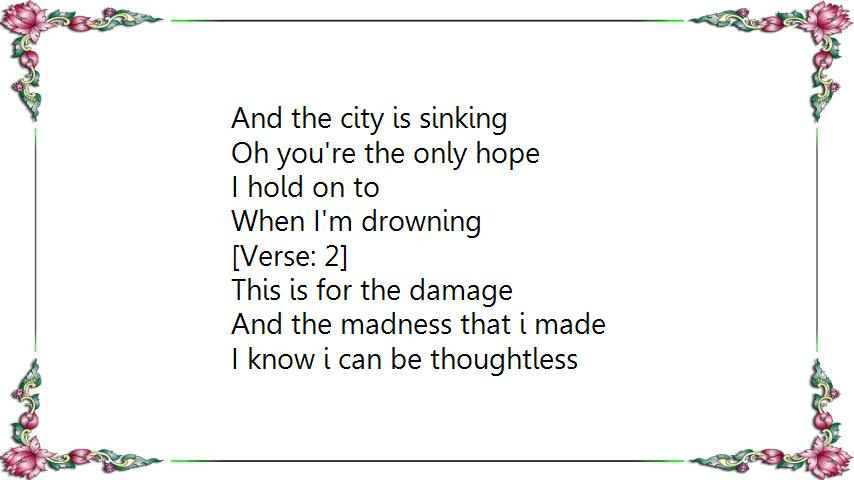 And the city is sinking
Oh you're the only hope
I hold on to
When I'm drowning
[Verse: 2]
This is for the damage
And the madness that i made
I know i can be thoughtless